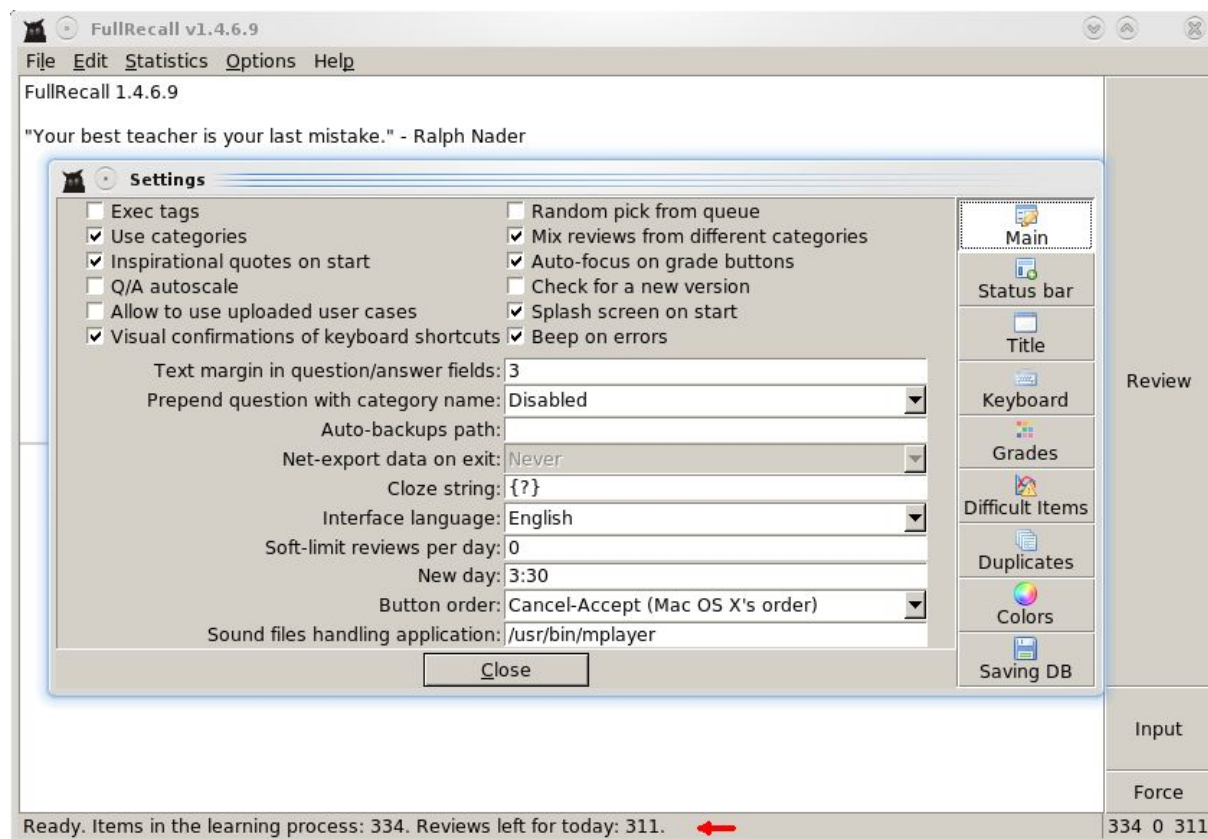 FullRecall v1.4.6.9
File Edit Statistics Options Help
FullRecall 1.4.6.9
"Your best teacher is your last mistake." - Ralph Nader
Settings
Exec tags
Random pick from queue
Use categories
Mix reviews from different categories
Inspirational quotes on start
Auto-focus on grade buttons
Q/A autoscale
Check for a new version
Allow to use uploaded user cases
Splash screen on start
Visual confirmations of keyboard shortcuts
Beep on errors
Text margin in question/answer fields: 3
Prepend question with category name: Disabled
Auto-backups path:
Net-export data on exit: Never
Cloze string: {?}
Interface language: English
Soft-limit reviews per day: 0
New day: 3:30
Button order: Cancel-Accept (Mac OS X's order)
Sound files handling application: /usr/bin/mplayer
Close
Main
Status bar
Title
Keyboard
Grades
Difficult Items
Duplicates
Colors
Saving DB
Review
Input
Force
Ready. Items in the learning process: 334. Reviews left for today: 311.
334 0 311